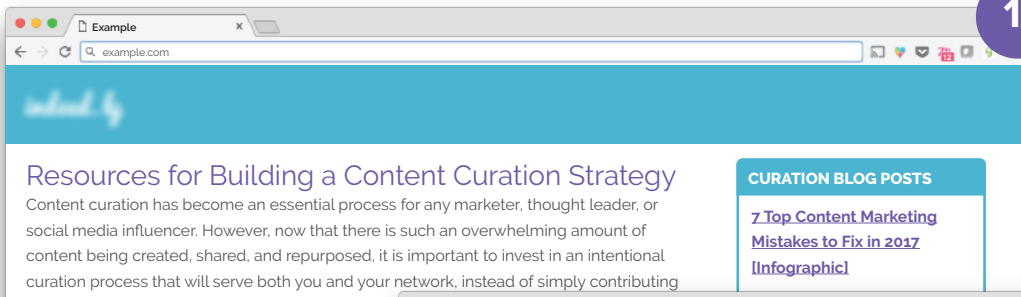 1
Example
example.com
12
Resources for Building a Content Curation Strategy
Content curation has become an essential process for any marketer, thought leader, or
social media influencer. However, now that there is such an overwhelming amount of
content being created, shared, and repurposed, it is important to invest in an intentional
curation process that will serve both you and your network, instead of simply contributing
CURATION BLOG POSTS
7 Top Content Marketing
Mistakes to Fix in 2017
[Infographic]